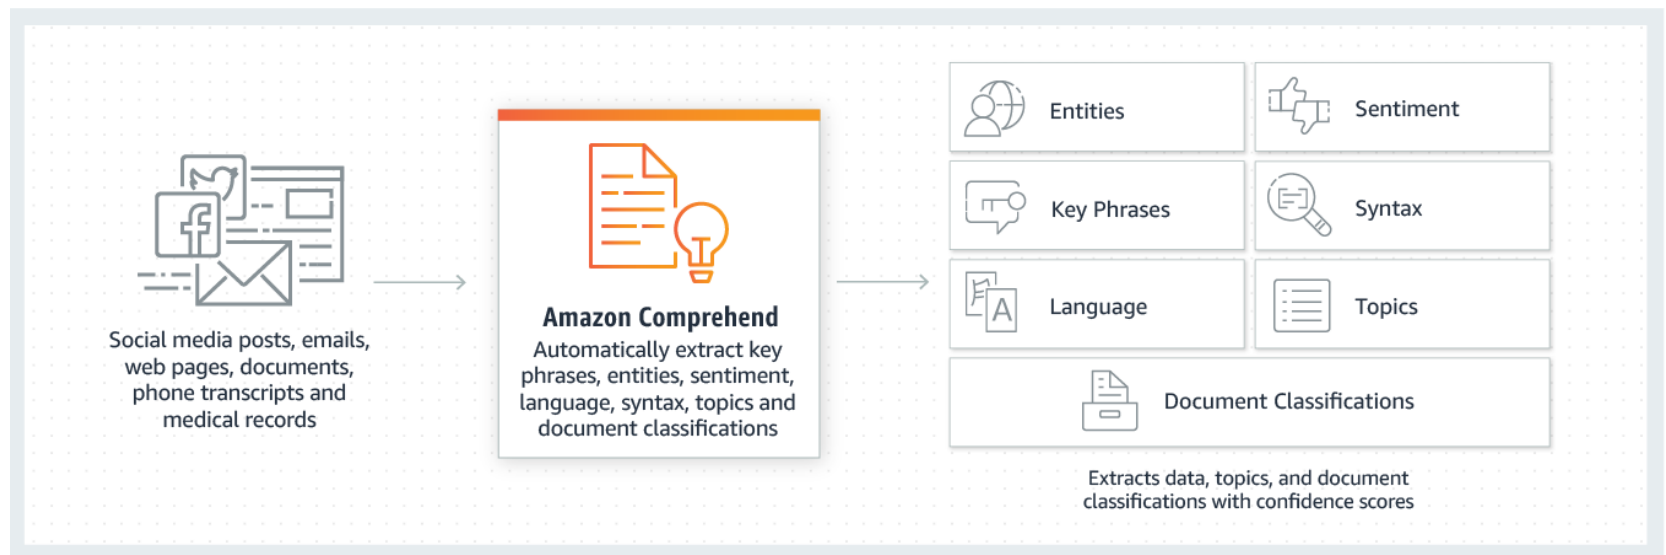 Social media posts, emails,
web pages, documents,
phone transcripts and
medical records
Amazon Comprehend
Automatically extract key
phrases, entities, sentiment,
language, syntax, topics and
document classifications
Entities
Sentiment
Key Phrases
Syntax
Language
Topics
Document Classifications
Extracts data, topics, and document
classifications with confidence scores